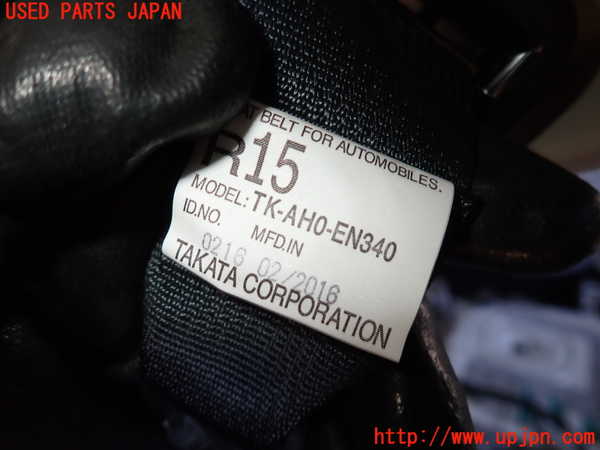 USED PARTS JAPAN
AT BELT FOR AUTOMOBILES.
R15
MODEL: TK-AH0-EN340
ID.NO. MFD.IN
0216 02/2016
TAKATA CORPORATION
http://www.upjpn.com/